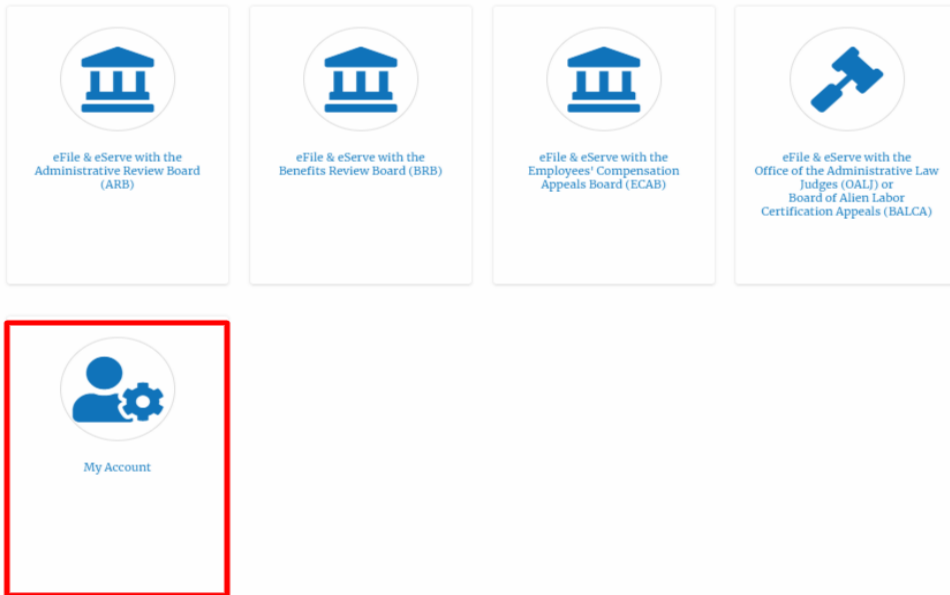 eFile & eServe with the
Administrative Review Board
(ARB)
eFile & eServe with the
Benefits Review Board (BRB)
eFile & eServe with the
Employees' Compensation
Appeals Board (ECAB)
eFile & eServe with the
Office of the Administrative Law
Judges (OALJ) or
Board of Alien Labor
Certification Appeals (BALCA)
My Account